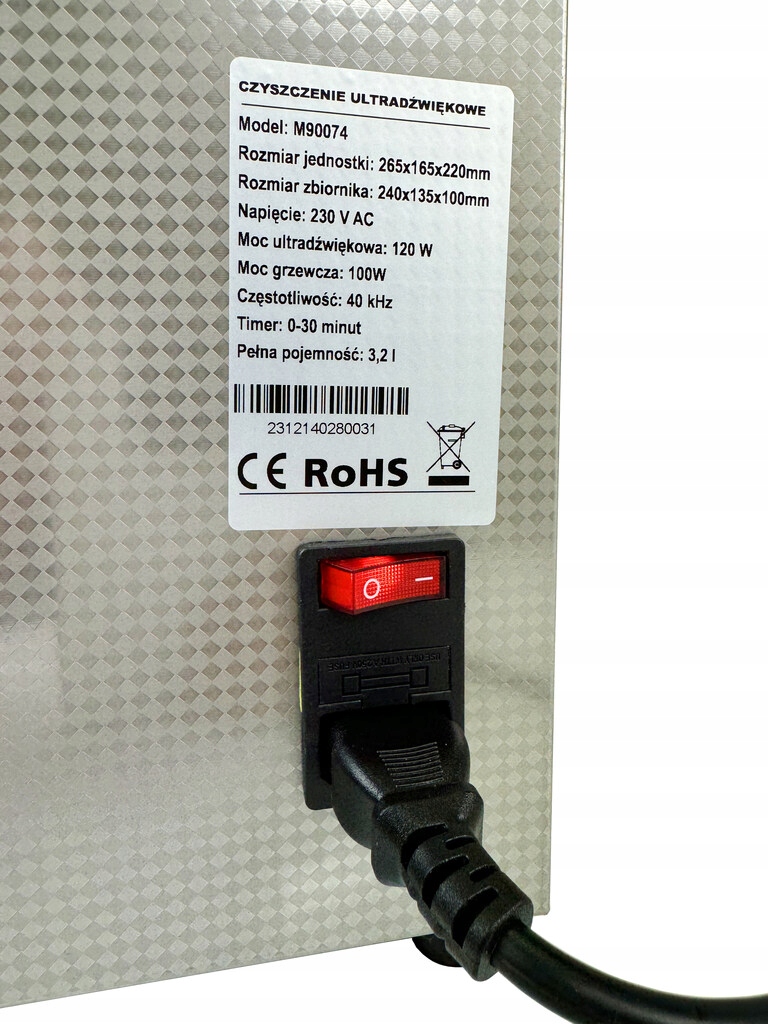 CZYSZCZENIE ULTRADŹWIĘKOWE
Model: M90074
Rozmiar jednostki: 265x165x220mm
Rozmiar zbiornika: 240x135x100mm
Napięcie: 230 V AC
Moc ultradźwiękowa: 120 W
Moc grzewcza: 100W
Częstotliwość: 40 kHz
Timer: 0-30 minut
Pełna pojemność: 3,2 l
2312140280031
CE RoHS